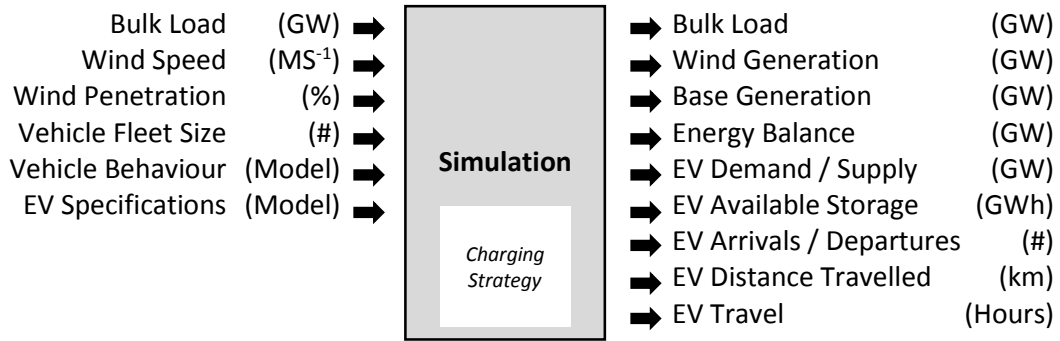 Bulk Load (GW)
Wind Speed (MS⁻¹)
Wind Penetration (%)
Vehicle Fleet Size (#)
Vehicle Behaviour (Model)
EV Specifications (Model)
Simulation
Charging
Strategy
Bulk Load (GW)
Wind Generation (GW)
Base Generation (GW)
Energy Balance (GW)
EV Demand / Supply (GW)
EV Available Storage (GWh)
EV Arrivals / Departures (#)
EV Distance Travelled (km)
EV Travel (Hours)